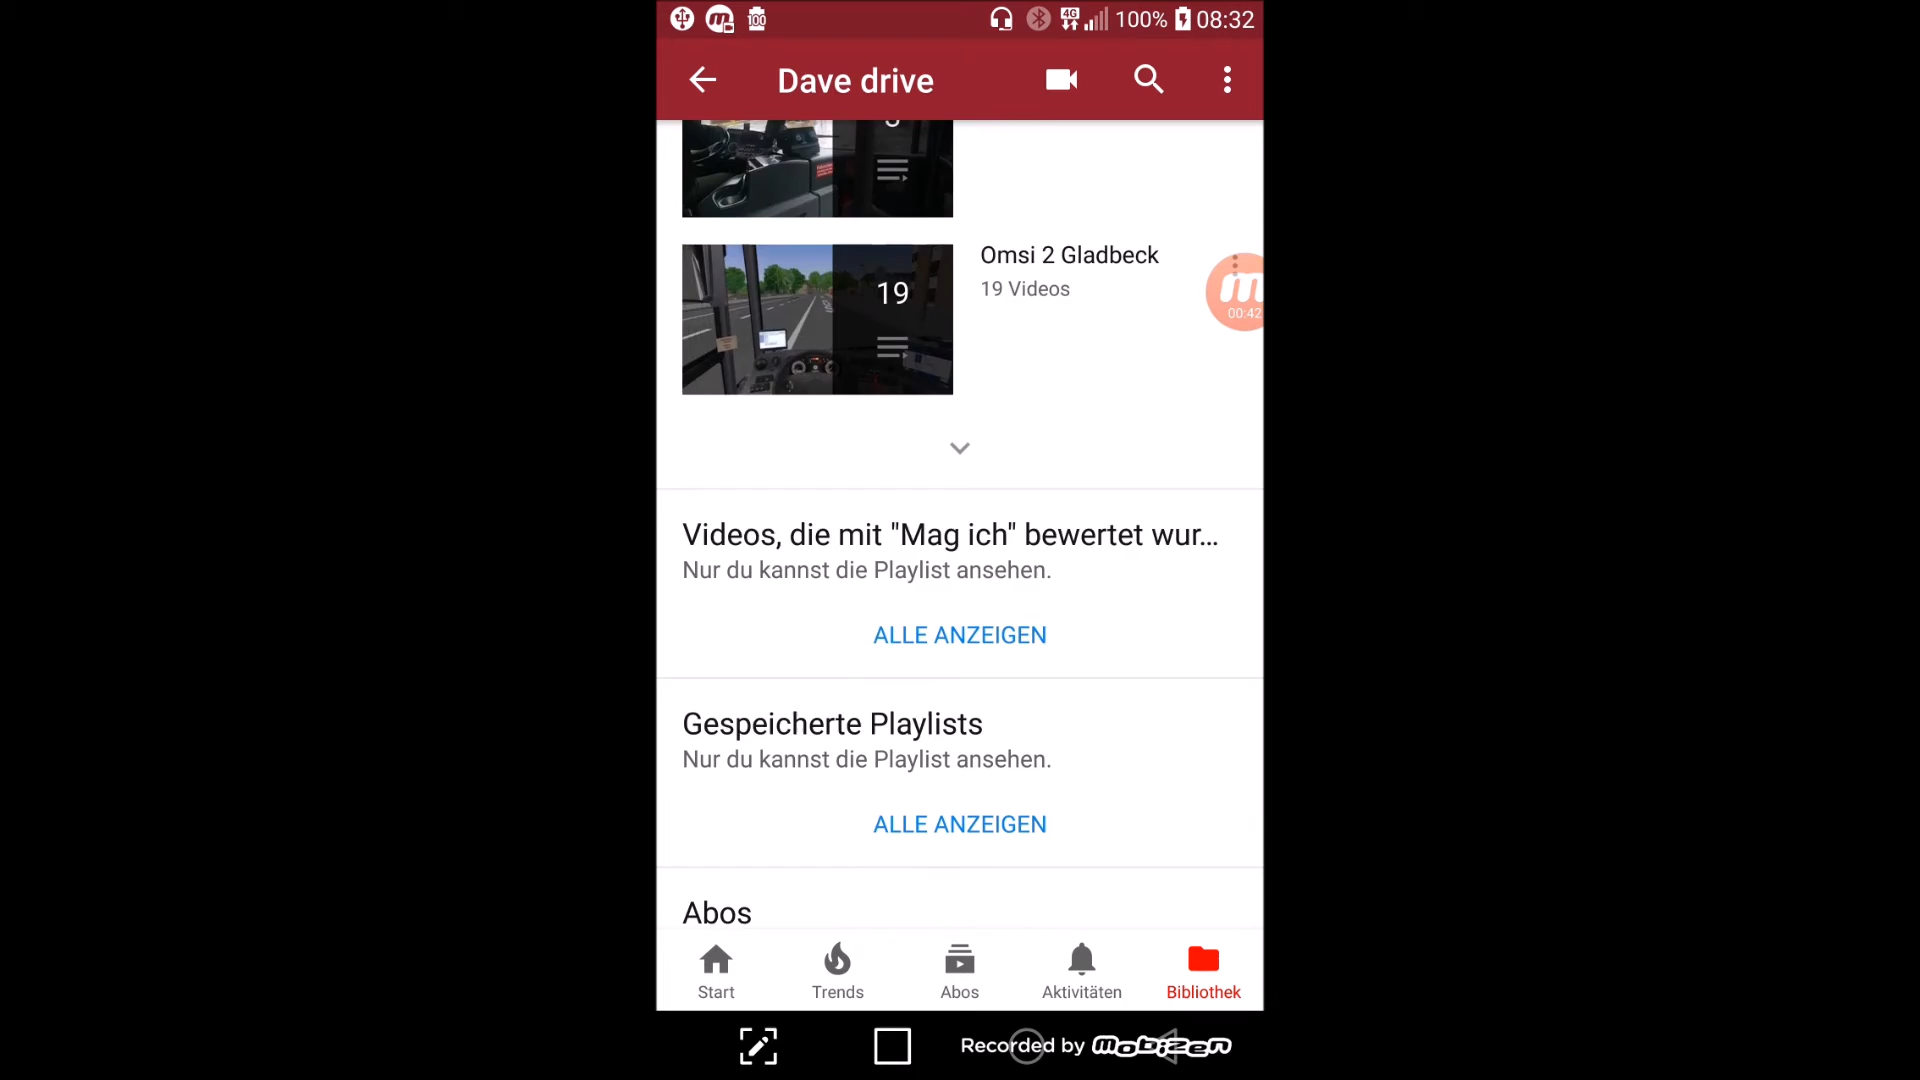 100
4G
100%
08:32
Dave drive
19
Omsi 2 Gladbeck
19 Videos
m
00:42
Videos, die mit "Mag ich" bewertet wur...
Nur du kannst die Playlist ansehen.
ALLE ANZEIGEN
Gespeicherte Playlists
Nur du kannst die Playlist ansehen.
ALLE ANZEIGEN
Abos
Start
Trends
Abos
Aktivitäten
Bibliothek
Recorded by mobizen